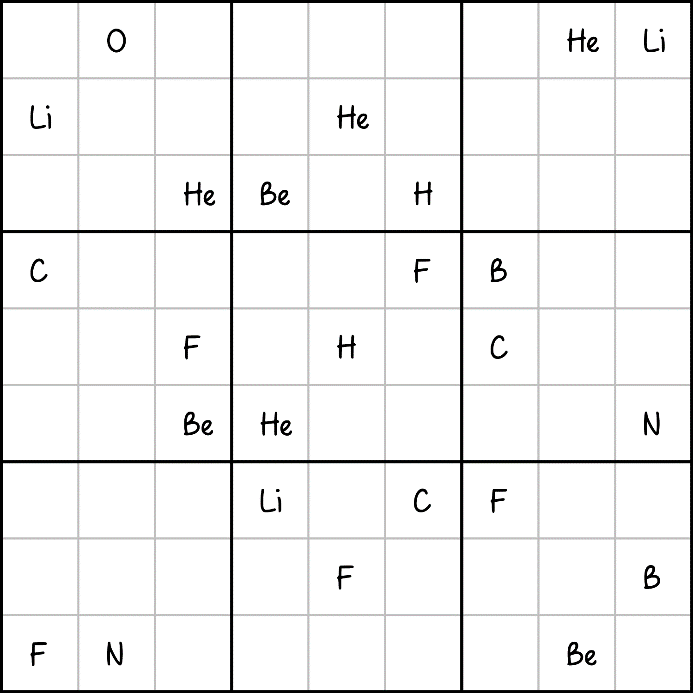 O He Li
Li He
He Be H
C F B
F H C
Be He N
Li C F
F B
F N Be